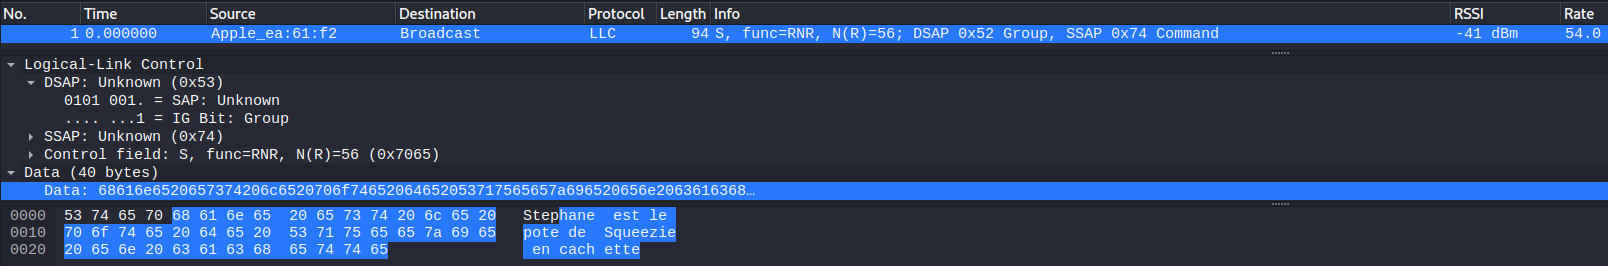 No. Time Source Destination Protocol Length Info RSSI Rate
1 0.000000 Apple_ea:61:f2 Broadcast LLC 94 S, func=RNR, N(R)=56; DSAP 0x52 Group, SSAP 0x74 Command -41 dBm 54.0
Logical-Link Control
DSAP: Unknown (0x53)
0101 001. = SAP: Unknown
.... ...1 = IG Bit: Group
SSAP: Unknown (0x74)
Control field: S, func=RNR, N(R)=56 (0x7065)
Data (40 bytes)
Data: 68616e6520657374206c6520706f74652064652053717565657a696520656e2063616368…
0000 53 74 65 70 68 61 6e 65 20 65 73 74 20 6c 65 20 Stephane est le
0010 70 6f 74 65 20 64 65 20 53 71 75 65 65 7a 69 65 pote de Squeezie
0020 20 65 6e 20 63 61 63 68 65 74 74 65 en cach ette